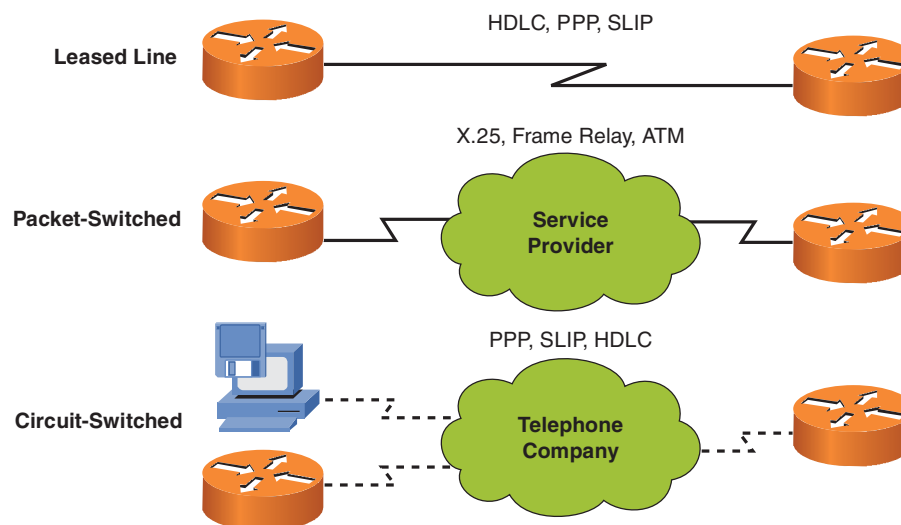 HDLC, PPP, SLIP
Leased Line
X.25, Frame Relay, ATM
Packet-Switched
Service
Provider
PPP, SLIP, HDLC
Circuit-Switched
Telephone
Company